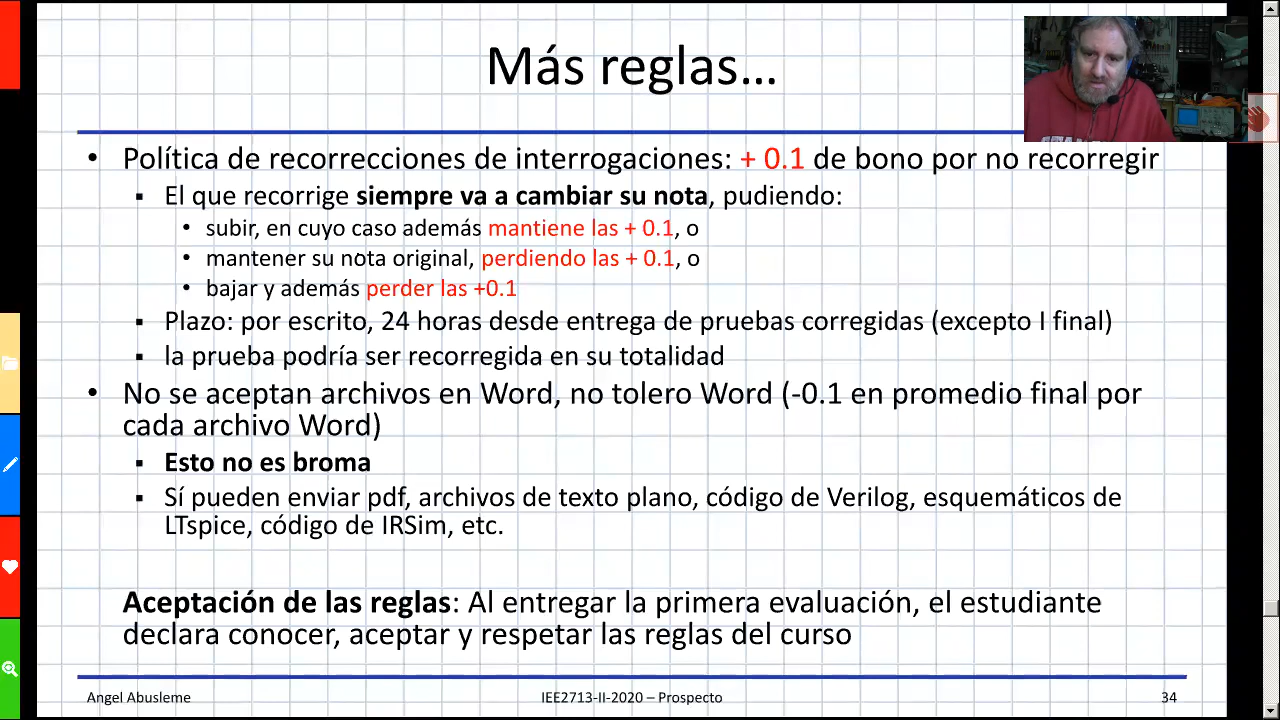 Más reglas...
• Política de recorrecciones de interrogaciones: + 0.1 de bono por no recorregir
▪ El que recorrige siempre va a cambiar su nota, pudiendo:
• subir, en cuyo caso además mantiene las + 0.1, o
• mantener su nota original, perdiendo las + 0.1, o
• bajar y además perder las +0.1
▪ Plazo: por escrito, 24 horas desde entrega de pruebas corregidas (excepto I final)
▪ la prueba podría ser recorregida en su totalidad
• No se aceptan archivos en Word, no tolero Word (-0.1 en promedio final por
cada archivo Word)
▪ Esto no es broma
▪ Sí pueden enviar pdf, archivos de texto plano, código de Verilog, esquemáticos de
LTspice, código de IRSim, etc.
Aceptación de las reglas: Al entregar la primera evaluación, el estudiante
declara conocer, aceptar y respetar las reglas del curso
Angel Abusleme
IEE2713-II-2020 – Prospecto
34